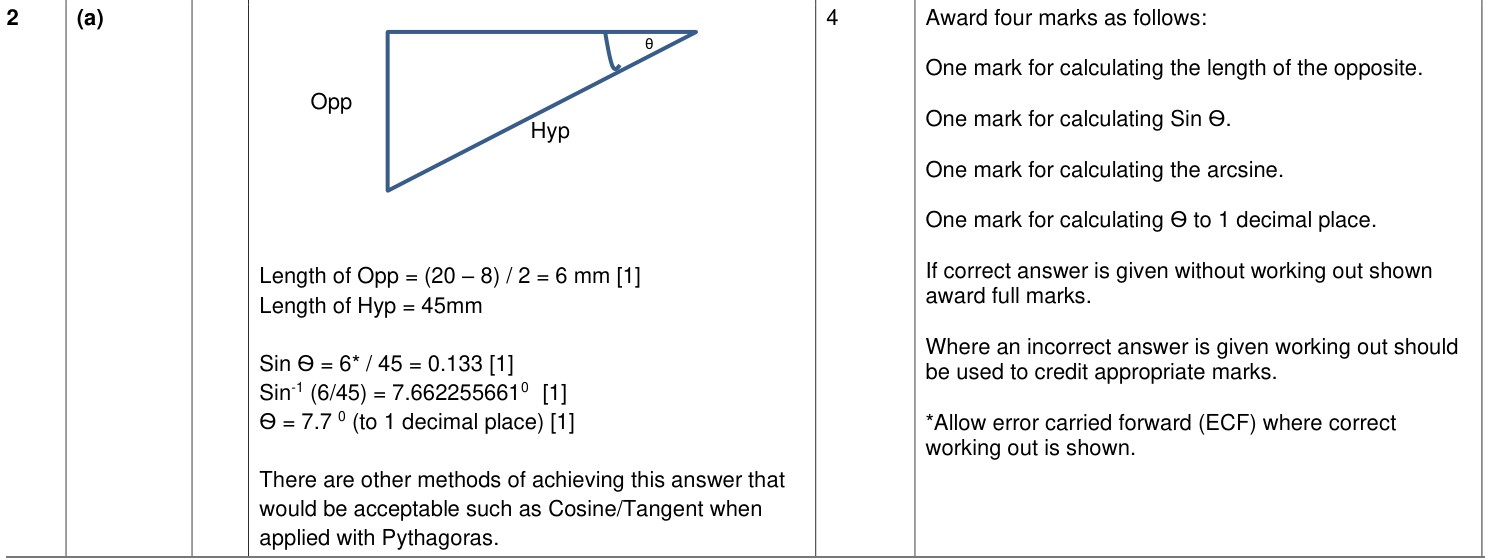 2 (a) 4 Award four marks as follows:
θ
One mark for calculating the length of the opposite.
Opp
One mark for calculating Sin Ө.
Hyp
One mark for calculating the arcsine.
One mark for calculating Ө to 1 decimal place.
Length of Opp = (20 – 8) / 2 = 6 mm [1]
Length of Hyp = 45mm
Sin Ө = 6* / 45 = 0.133 [1]
Sin⁻¹ (6/45) = 7.662255661⁰ [1]
Ө = 7.7 ⁰ (to 1 decimal place) [1]
There are other methods of achieving this answer that
would be acceptable such as Cosine/Tangent when
applied with Pythagoras.
If correct answer is given without working out shown
award full marks.
Where an incorrect answer is given working out should
be used to credit appropriate marks.
*Allow error carried forward (ECF) where correct
working out is shown.